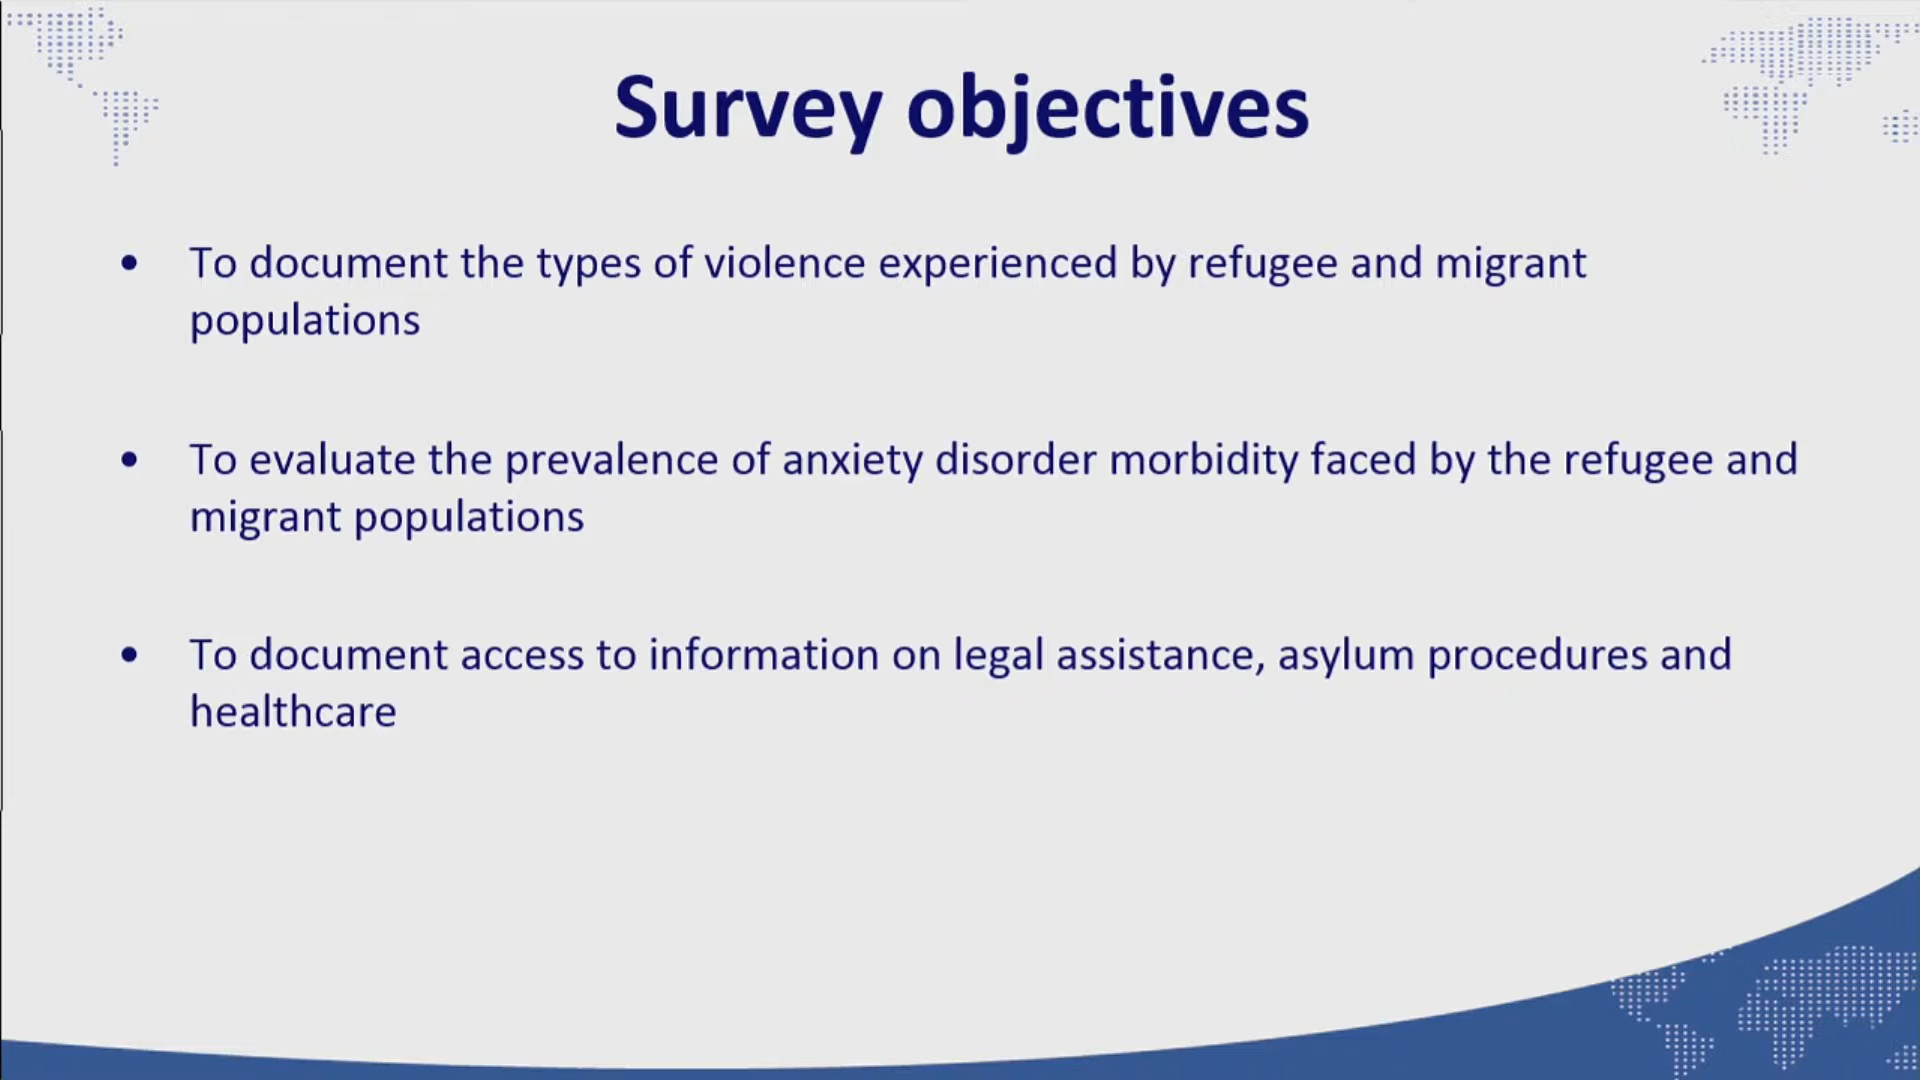 Survey objectives
• To document the types of violence experienced by refugee and migrant
populations
• To evaluate the prevalence of anxiety disorder morbidity faced by the refugee and
migrant populations
• To document access to information on legal assistance, asylum procedures and
healthcare